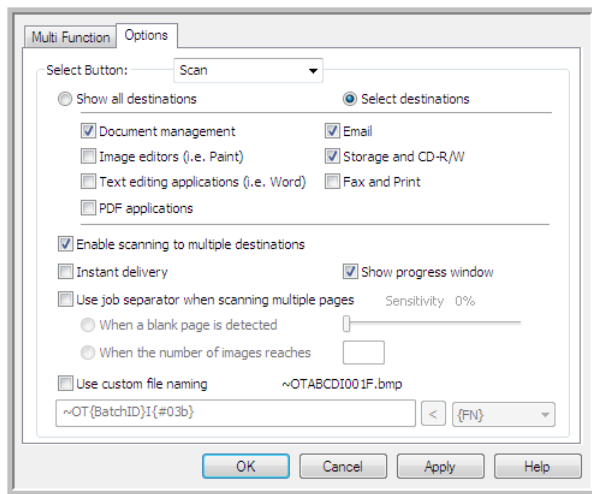 Multi Function Options
Select Button: Scan
Show all destinations Select destinations
Document management Email
Image editors (i.e. Paint) Storage and CD-R/W
Text editing applications (i.e. Word) Fax and Print
PDF applications
Enable scanning to multiple destinations
Instant delivery Show progress window
Use job separator when scanning multiple pages Sensitivity 0%
When a blank page is detected
When the number of images reaches
Use custom file naming ~OTABCDI001F.bmp
~OT{BatchID}I{#03b} < {FN}
OK Cancel Apply Help